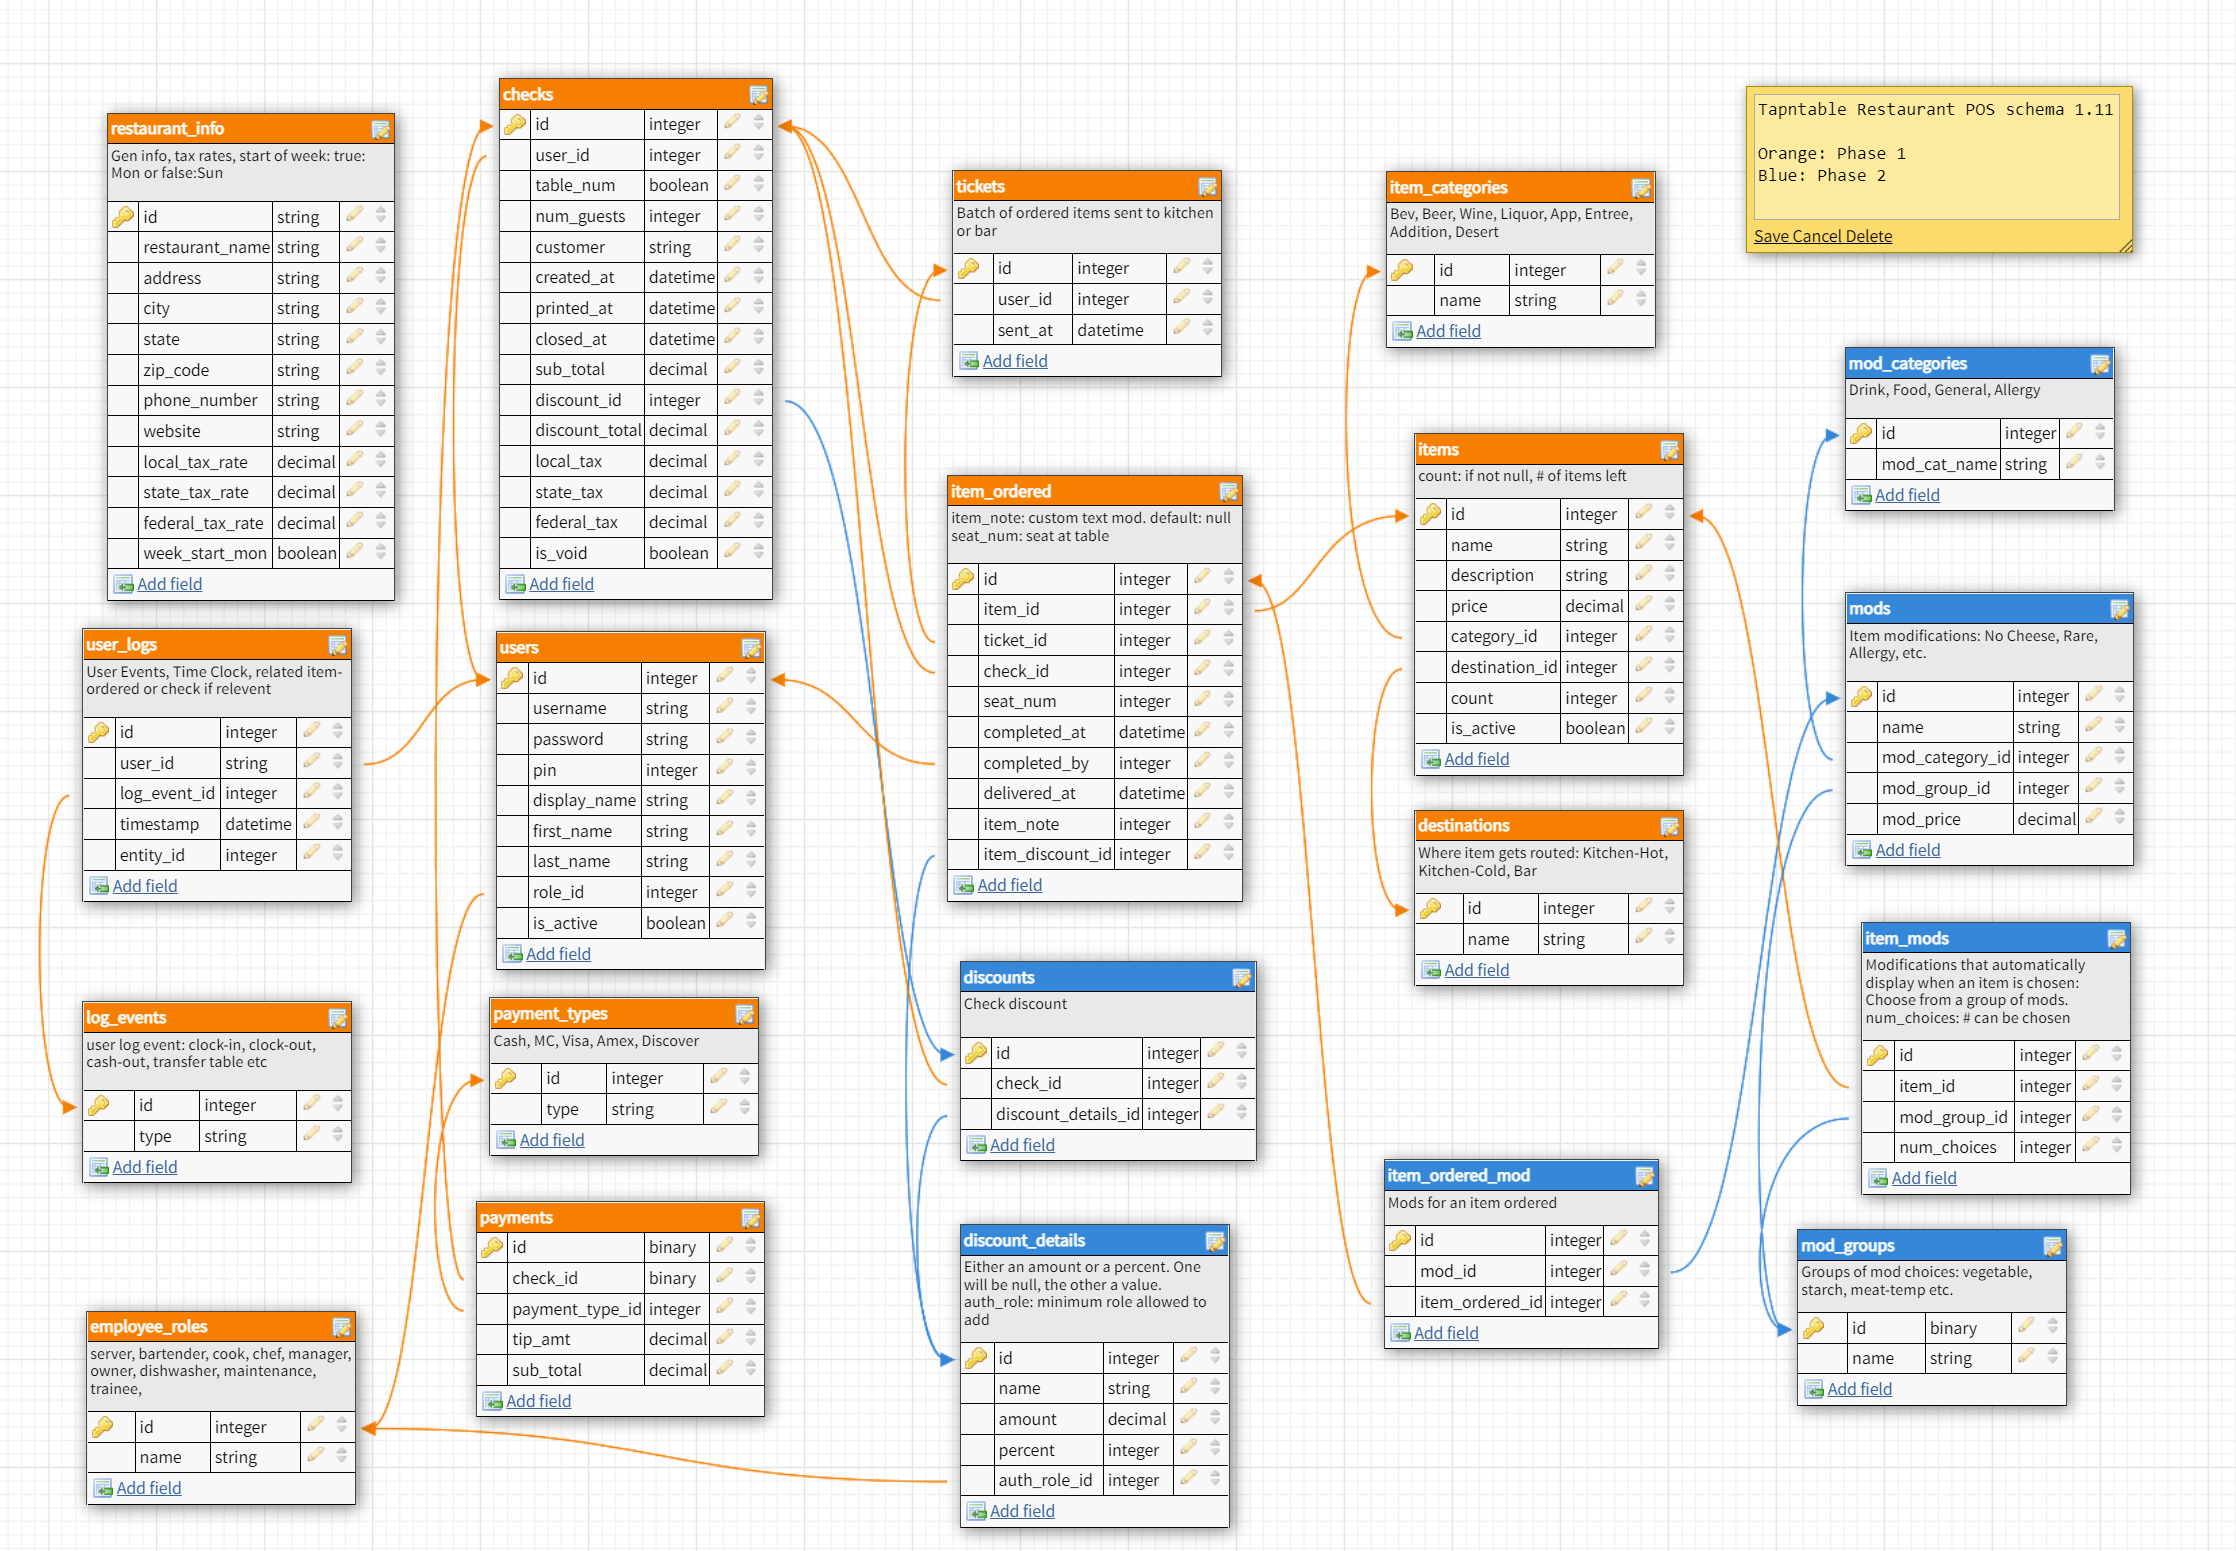 restaurant_info
Gen info, tax rates, start of week: true:
Mon or false:Sun
id string
restaurant_name string
address string
city string
state string
zip_code string
phone_number string
website string
local_tax_rate decimal
state_tax_rate decimal
federal_tax_rate decimal
week_start_mon boolean
Add field
user_logs
User Events, Time Clock, related item-
ordered or check if relevent
id integer
user_id string
log_event_id integer
timestamp datetime
entity_id integer
Add field
log_events
user log event: clock-in, clock-out,
cash-out, transfer table etc
id integer
type string
Add field
employee_roles
server, bartender, cook, chef, manager,
owner, dishwasher, maintenance,
trainee,
id integer
name string
Add field
checks
id integer
user_id integer
table_num boolean
num_guests integer
customer string
created_at datetime
printed_at datetime
closed_at datetime
sub_total decimal
discount_id integer
discount_total decimal
local_tax decimal
state_tax decimal
federal_tax decimal
is_void boolean
Add field
users
id integer
username string
password string
pin integer
display_name string
first_name string
last_name string
role_id integer
is_active boolean
Add field
payment_types
Cash, MC, Visa, Amex, Discover
id integer
type string
Add field
payments
id binary
check_id binary
payment_type_id integer
tip_amt decimal
sub_total decimal
Add field
tickets
Batch of ordered items sent to kitchen
or bar
id integer
user_id integer
sent_at datetime
Add field
item_ordered
item_note: custom text mod. default: null
seat_num: seat at table
id integer
item_id integer
ticket_id integer
check_id integer
seat_num integer
completed_at datetime
completed_by integer
delivered_at datetime
item_note integer
item_discount_id integer
Add field
discounts
Check discount
id integer
check_id integer
discount_details_id integer
Add field
discount_details
Either an amount or a percent. One
will be null, the other a value.
auth_role: minimum role allowed to
add
id integer
name string
amount decimal
percent integer
auth_role_id integer
Add field
item_categories
Bev, Beer, Wine, Liquor, App, Entree,
Addition, Desert
id integer
name string
Add field
items
count: if not null, # of items left
id integer
name string
description string
price decimal
category_id integer
destination_id integer
count integer
is_active boolean
Add field
destinations
Where item gets routed: Kitchen-Hot,
Kitchen-Cold, Bar
id integer
name string
Add field
item_ordered_mod
Mods for an item ordered
id integer
mod_id integer
item_ordered_id integer
Add field
Tapntable Restaurant POS schema 1.11
Orange: Phase 1
Blue: Phase 2
Save Cancel Delete
mod_categories
Drink, Food, General, Allergy
id integer
mod_cat_name string
Add field
mods
Item modifications: No Cheese, Rare,
Allergy, etc.
id integer
name string
mod_category_id integer
mod_group_id integer
mod_price decimal
Add field
item_mods
Modifications that automatically
display when an item is chosen:
Choose from a group of mods.
num_choices: # can be chosen
id integer
item_id integer
mod_group_id integer
num_choices integer
Add field
mod_groups
Groups of mod choices: vegetable,
starch, meat-temp etc.
id binary
name string
Add field